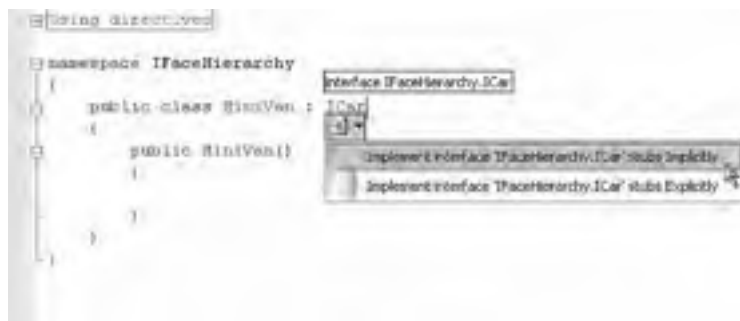 Using directives
namespace IFaceHierarchy
{
interface IFaceHierarchy.ICar
public class MiniVan : ICar
{
public MiniVan()
{
Implement interface 'IFaceHierarchy.ICar' stubs Implicitly
Implement interface 'IFaceHierarchy.ICar' stubs Explicitly
}
}
}